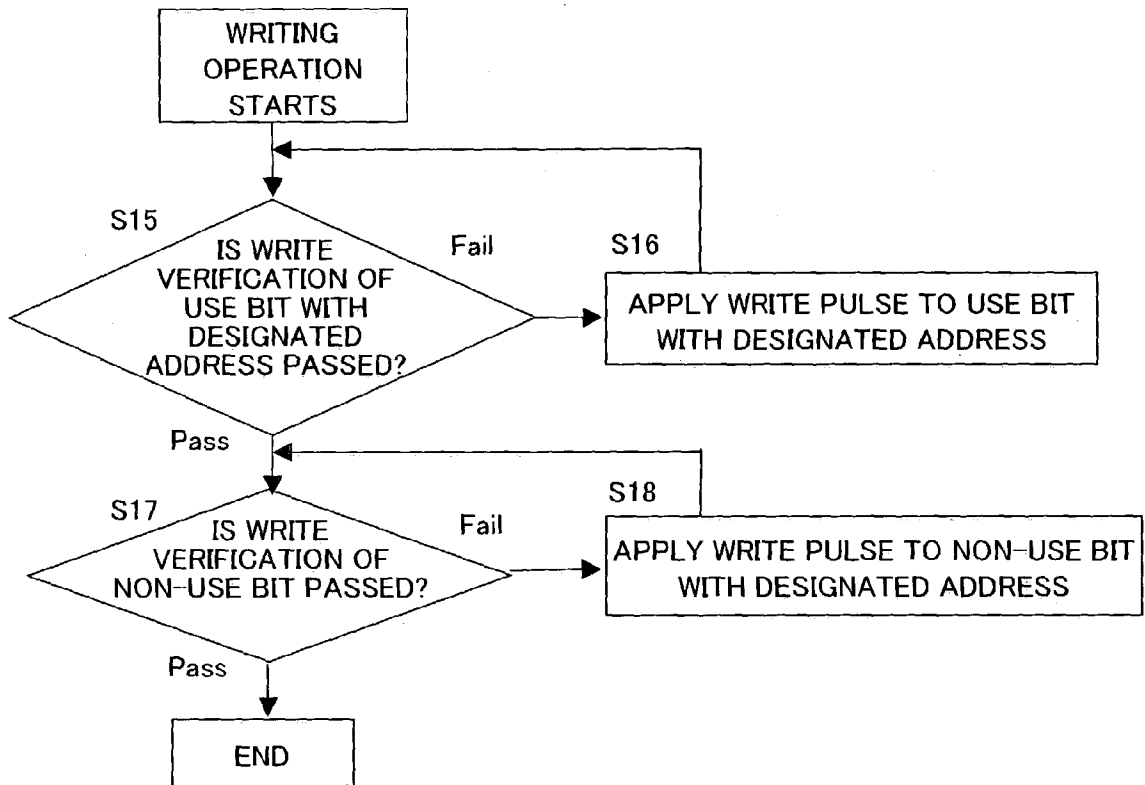 WRITING
OPERATION
STARTS
S15
IS WRITE
VERIFICATION OF
USE BIT WITH
DESIGNATED
ADDRESS PASSED?
Fail
S16
APPLY WRITE PULSE TO USE BIT
WITH DESIGNATED ADDRESS
Pass
S17
IS WRITE
VERIFICATION OF
NON-USE BIT PASSED?
Fail
S18
APPLY WRITE PULSE TO NON-USE BIT
WITH DESIGNATED ADDRESS
Pass
END